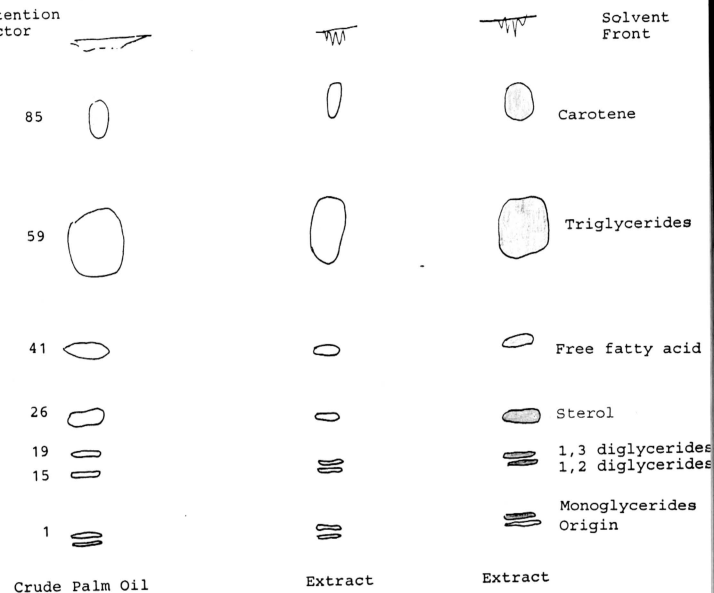 tention
ctor
Solvent
Front
85
Carotene
59
Triglycerides
41
Free fatty acid
26
Sterol
19
1,3 diglycerides
15
1,2 diglycerides
Monoglycerides
1
Origin
Crude Palm Oil
Extract
Extract